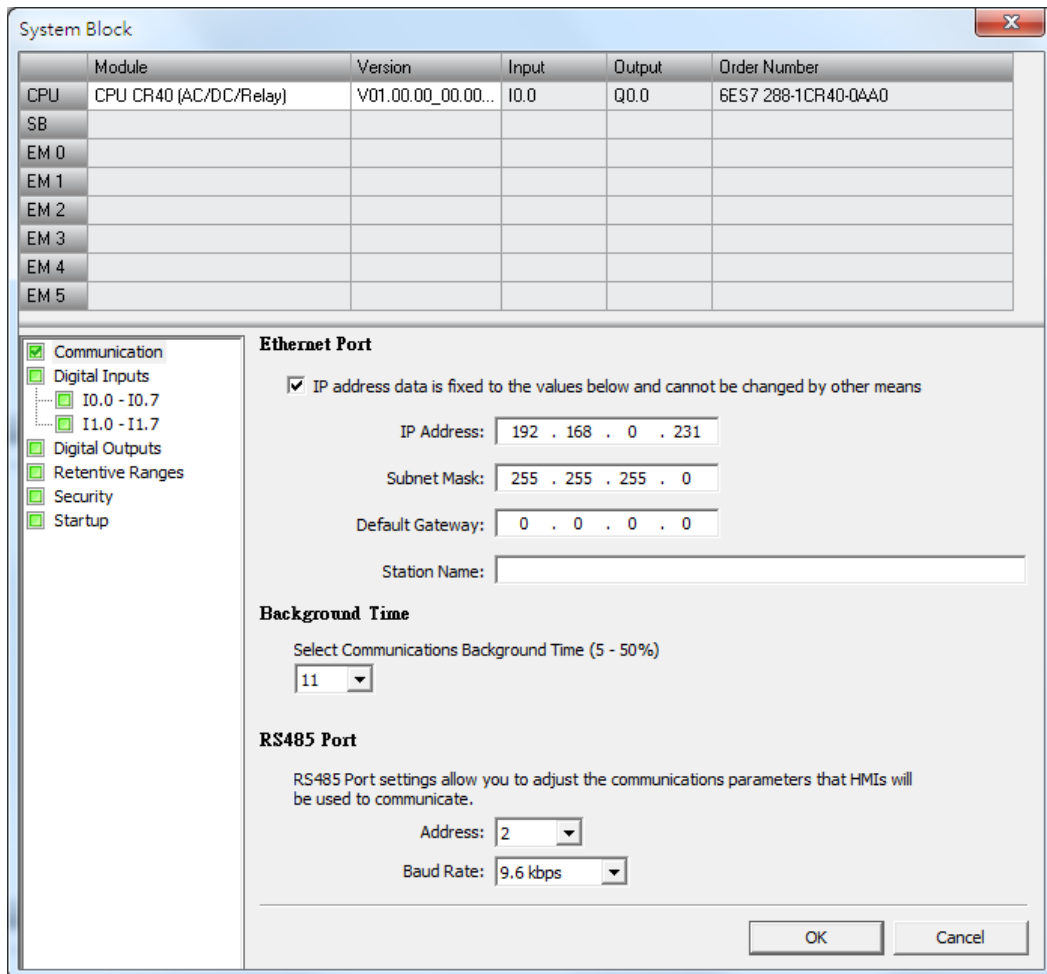 System Block
Module Version Input Output Order Number
CPU CPU CR40 (AC/DC/Relay) V01.00.00_00.00... I0.0 Q0.0 6ES7 288-1CR40-0AA0
SB
EM 0
EM 1
EM 2
EM 3
EM 4
EM 5
Communication
Digital Inputs
I0.0 - I0.7
I1.0 - I1.7
Digital Outputs
Retentive Ranges
Security
Startup
Ethernet Port
IP address data is fixed to the values below and cannot be changed by other means
IP Address: 192 . 168 . 0 . 231
Subnet Mask: 255 . 255 . 255 . 0
Default Gateway: 0 . 0 . 0 . 0
Station Name:
Background Time
Select Communications Background Time (5 - 50%)
11
RS485 Port
RS485 Port settings allow you to adjust the communications parameters that HMIs will
be used to communicate.
Address: 2
Baud Rate: 9.6 kbps
OK Cancel